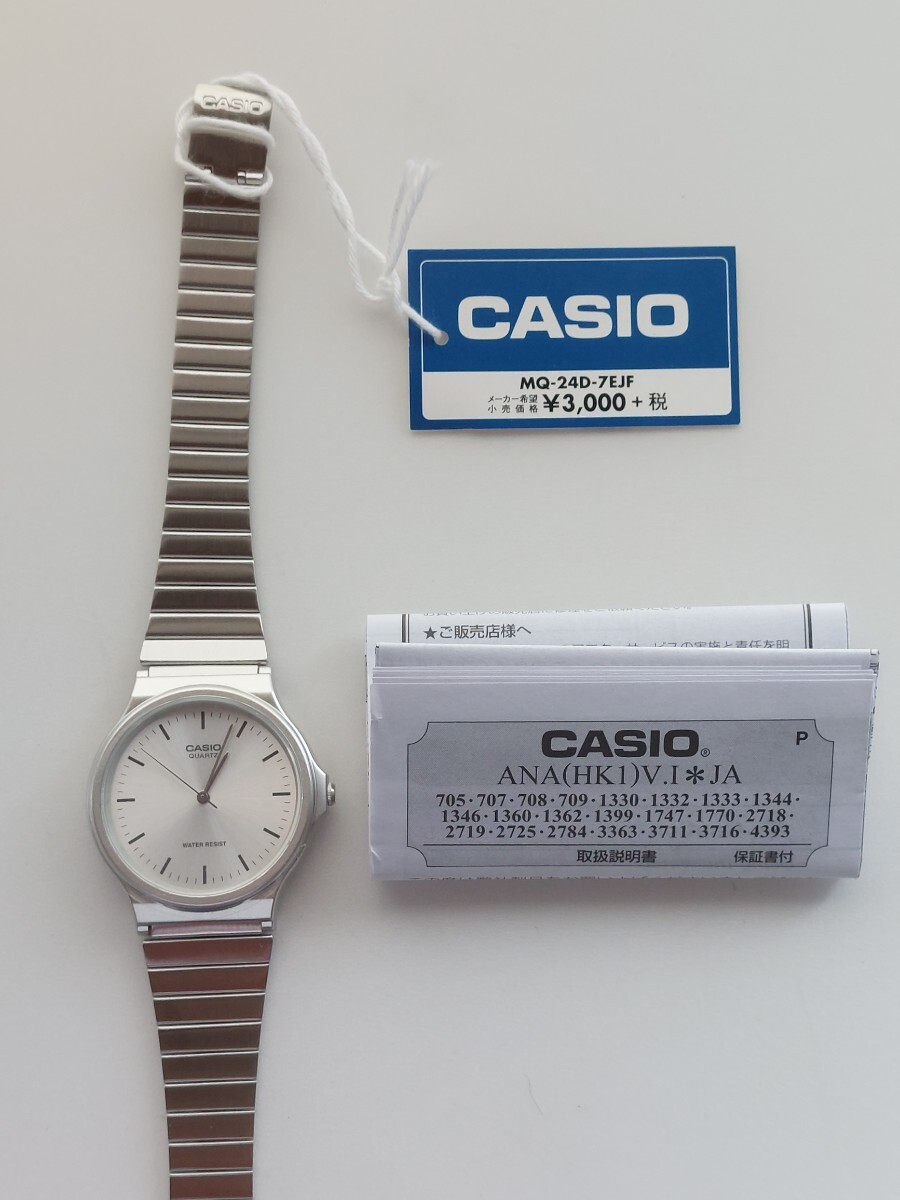 CASIO
CASIO
MQ-24D-7EJF
メーカー希望
小売価格 ¥3,000 + 税
★ご販売店様へ
CASIO
QUARTZ
WATER RESIST
CASIO® P
ANA(HK1)V.I＊JA
705・707・708・709・1330・1332・1333・1344・
1346・1360・1362・1399・1747・1770・2718・
2719・2725・2784・3363・3711・3716・4393
取扱説明書 保証書付